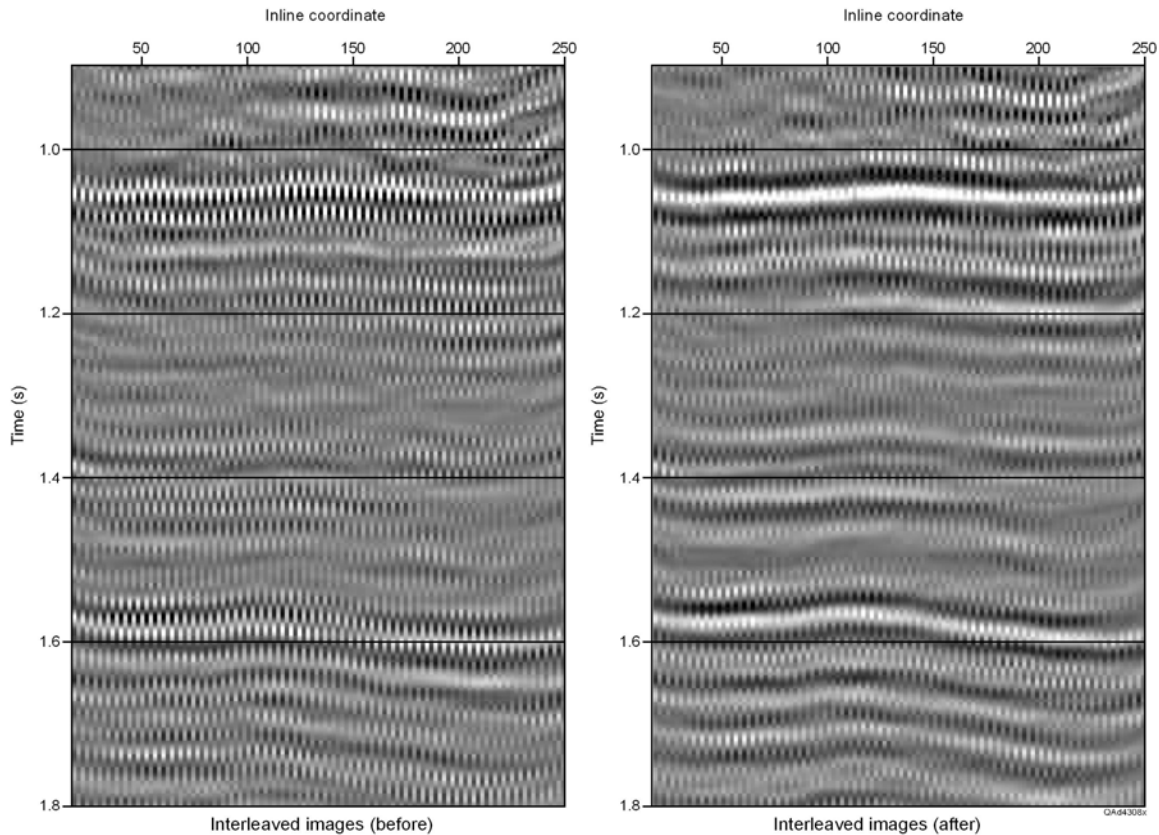 Inline coordinate
50 100 150 200 250
1.0
1.2
1.4
1.6
1.8
Time (s)
Interleaved images (before)
Inline coordinate
50 100 150 200 250
1.0
1.2
1.4
1.6
1.8
Time (s)
Interleaved images (after)
QAd4308x